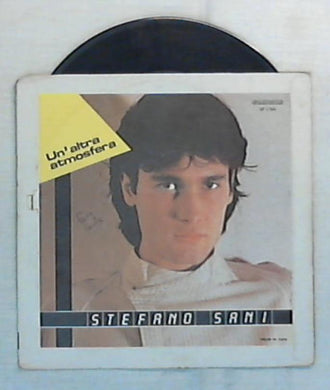 Un' altra
atmosfera
STEFANO SANI